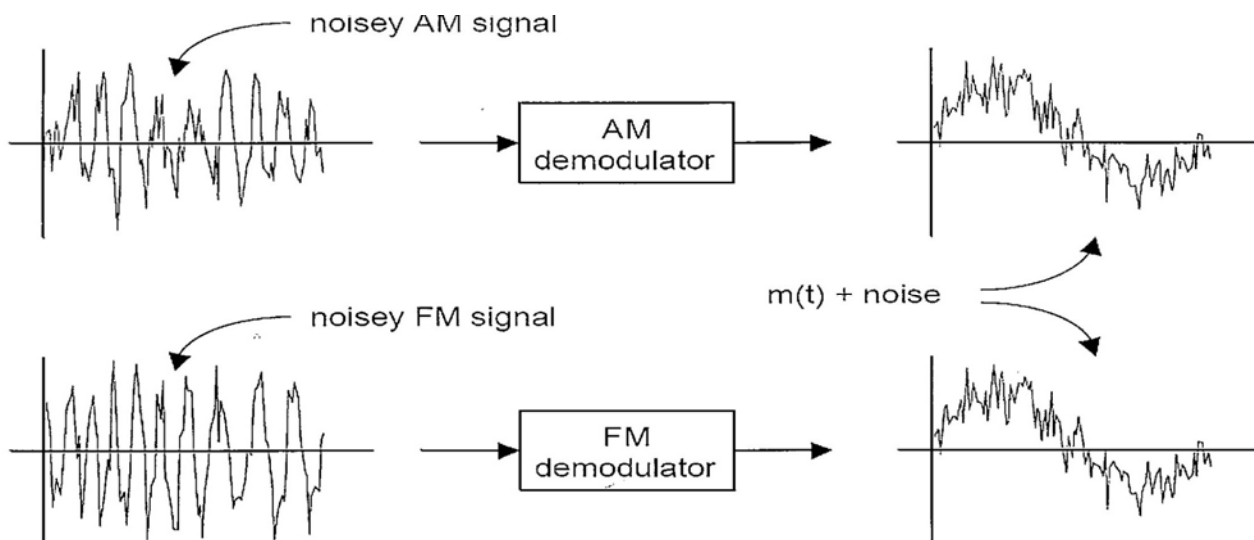 noisey AM signal
AM
demodulator
m(t) + noise
noisey FM signal
FM
demodulator